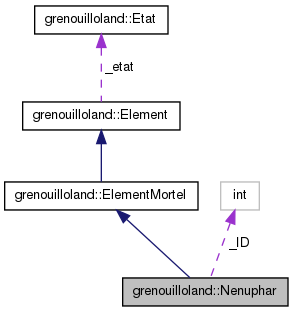 grenouilloland::Etat
_etat
grenouilloland::Element
grenouilloland::ElementMortel
int
_ID
grenouilloland::Nenuphar